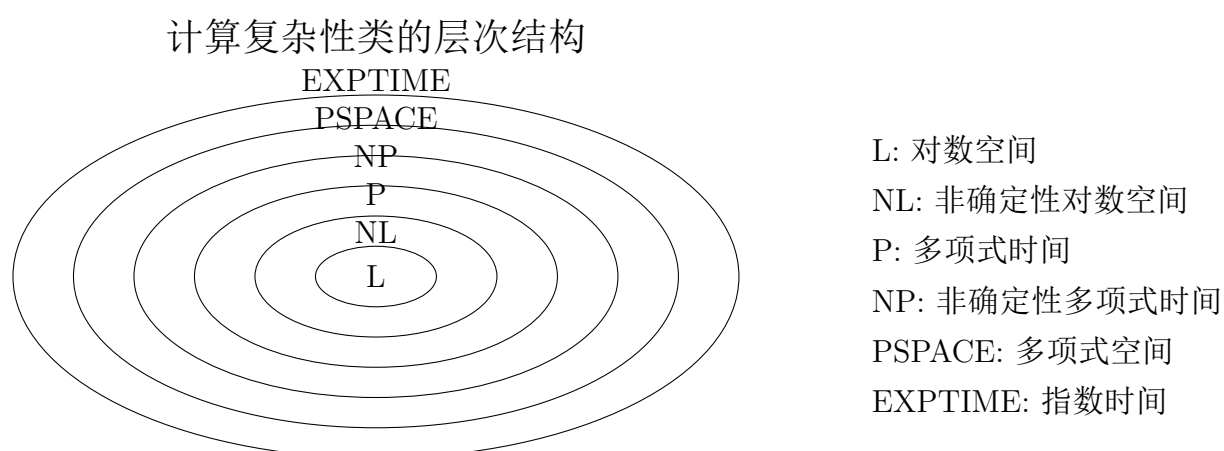 计算复杂性类的层次结构
EXPTIME
PSPACE
NP
P
NL
L
L: 对数空间
NL: 非确定性对数空间
P: 多项式时间
NP: 非确定性多项式时间
PSPACE: 多项式空间
EXPTIME: 指数时间